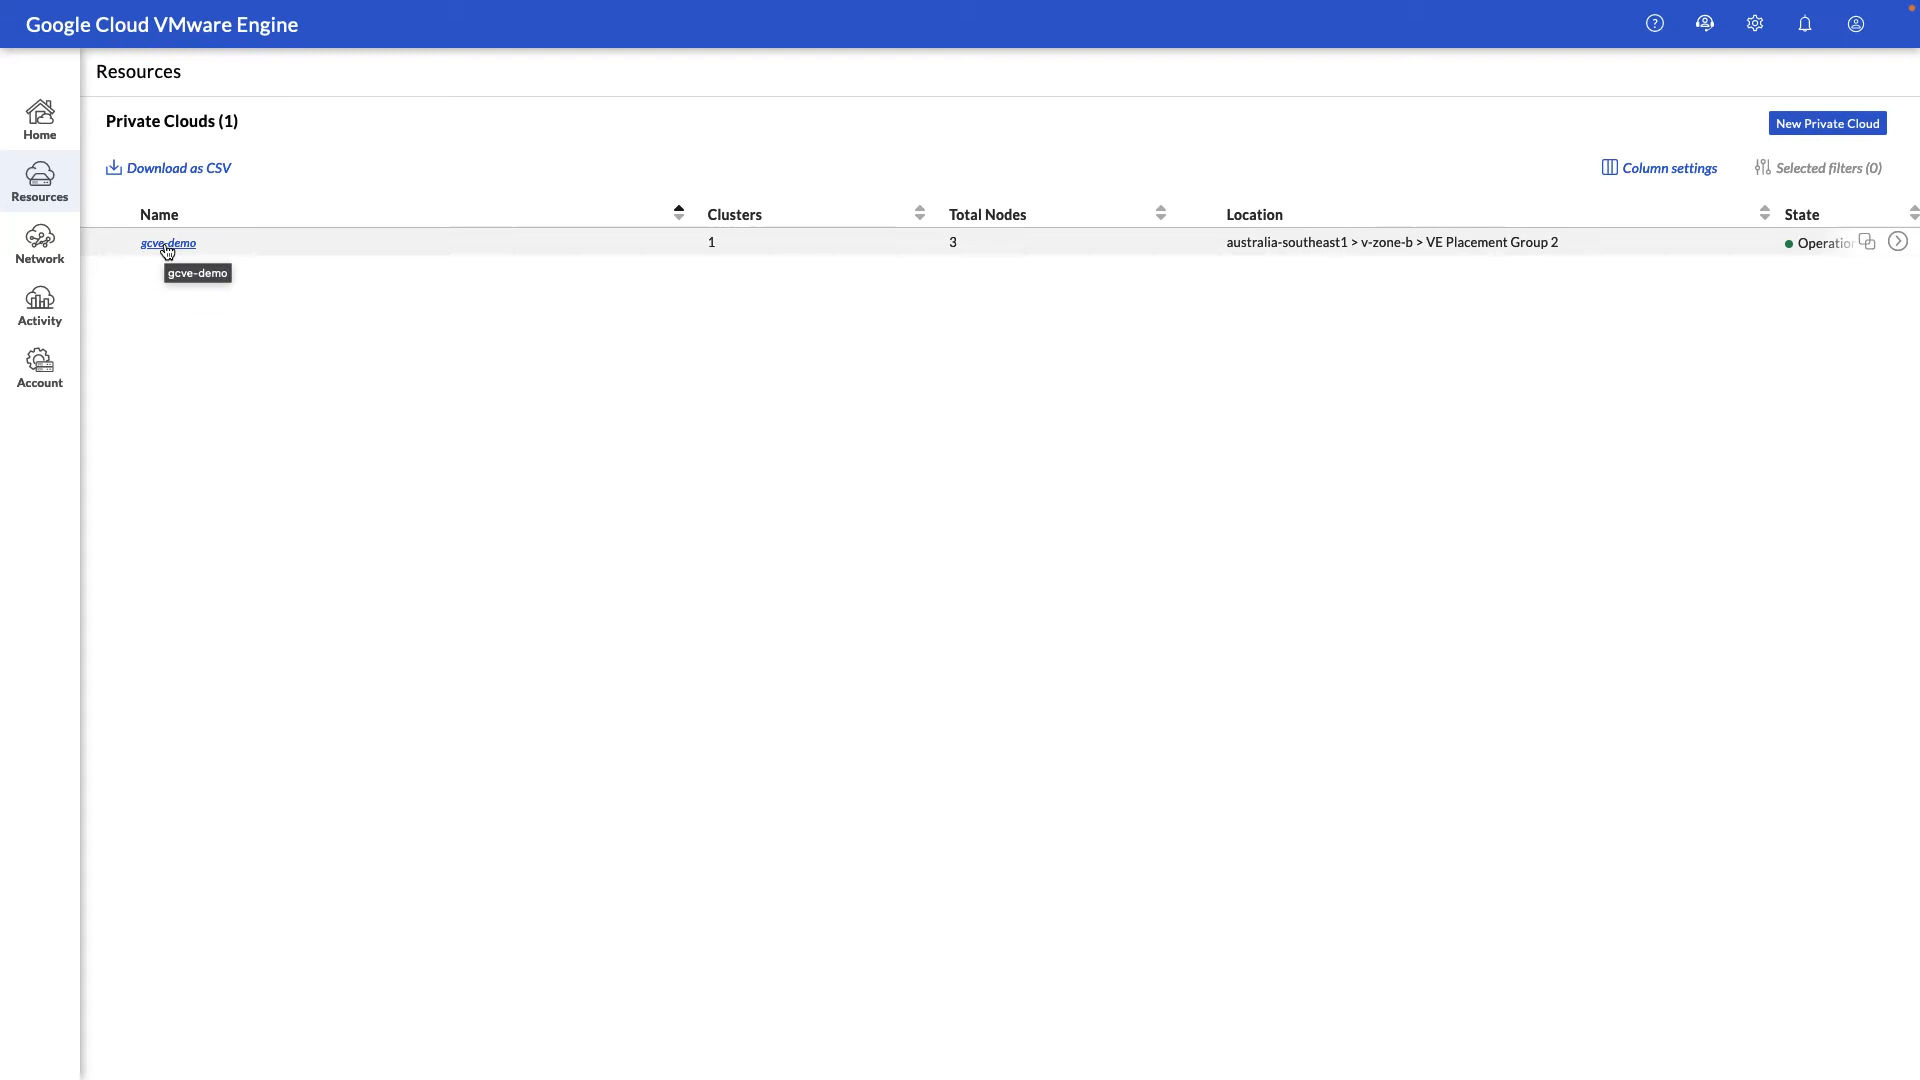 Google Cloud VMware Engine
Resources
Home
Resources
Network
Activity
Account
Private Clouds (1)
New Private Cloud
Download as CSV
Column settings
Selected filters (0)
Name Clusters Total Nodes Location State
gcve-demo 1 3 australia-southeast1 > v-zone-b > VE Placement Group 2 Operatio
gcve-demo